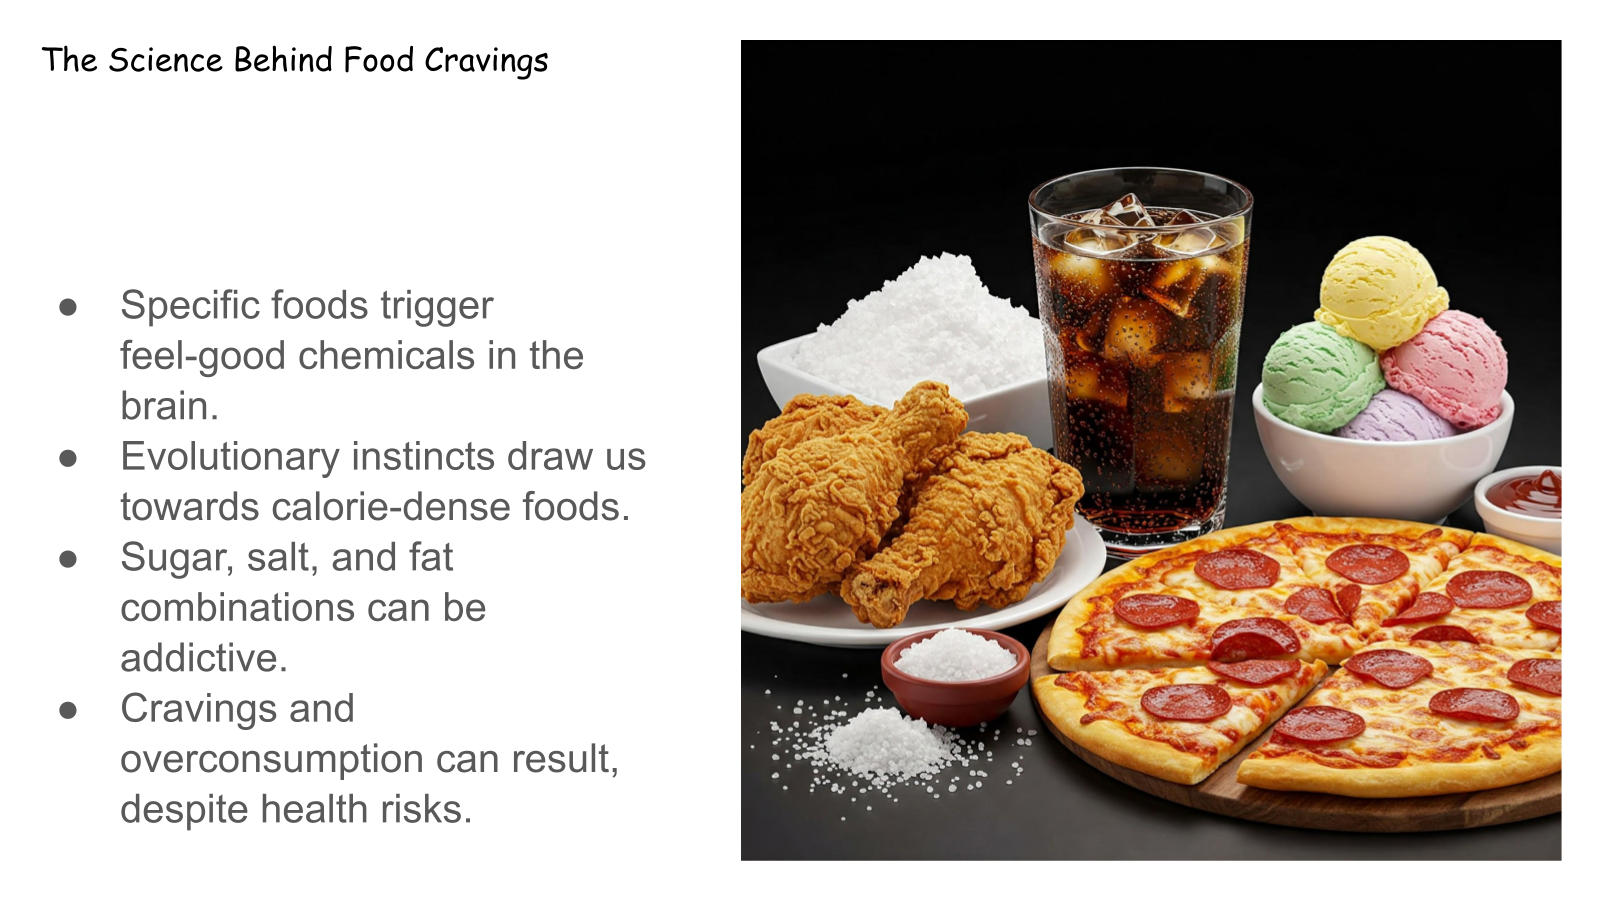 The Science Behind Food Cravings
● Specific foods trigger
feel-good chemicals in the
brain.
● Evolutionary instincts draw us
towards calorie-dense foods.
● Sugar, salt, and fat
combinations can be
addictive.
● Cravings and
overconsumption can result,
despite health risks.